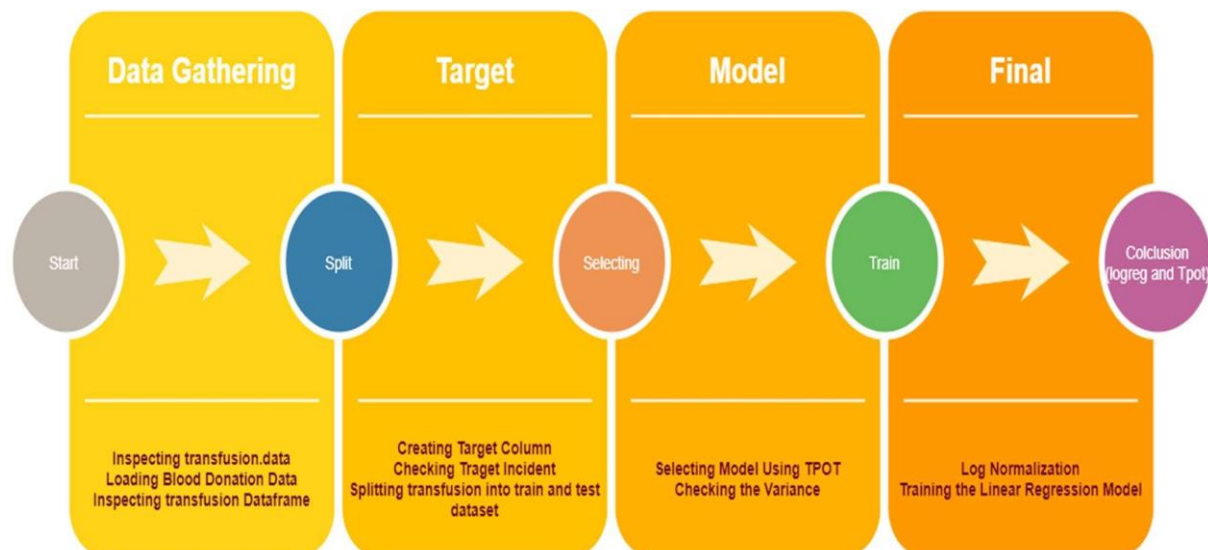 Data Gathering
Target
Model
Final
Start
Split
Selecting
Train
Colclusion
(logreg and Tpot)
Inspecting transfusion.data
Loading Blood Donation Data
Inspecting transfusion Dataframe
Creating Target Column
Checking Traget Incident
Splitting transfusion into train and test
dataset
Selecting Model Using TPOT
Checking the Variance
Log Normalization
Training the Linear Regression Model